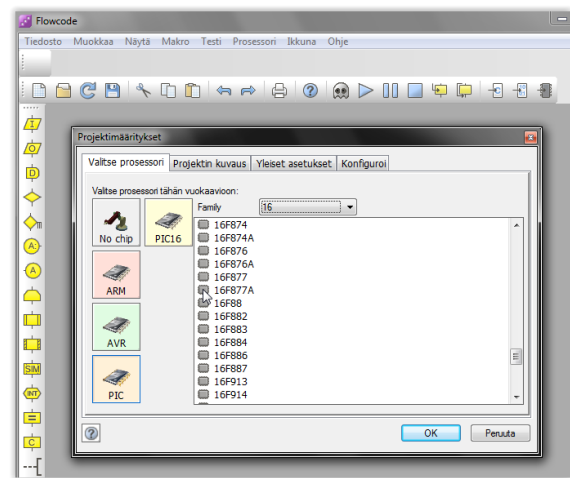 Flowcode
Tiedosto Muokkaa Näytä Makro Testi Prosessori Ikkuna Ohje
Projektimääritykset
Valitse prosessori Projektin kuvaus Yleiset asetukset Konfiguroi
Valitse prosessori tähän vuokaavioon:
No chip
PIC16
ARM
AVR
PIC
Family 16
16F874
16F874A
16F876
16F876A
16F877
16F877A
16F88
16F882
16F883
16F884
16F886
16F887
16F913
16F914
OK Peruuta
I
O
D
A:
A
SIM
INT
C